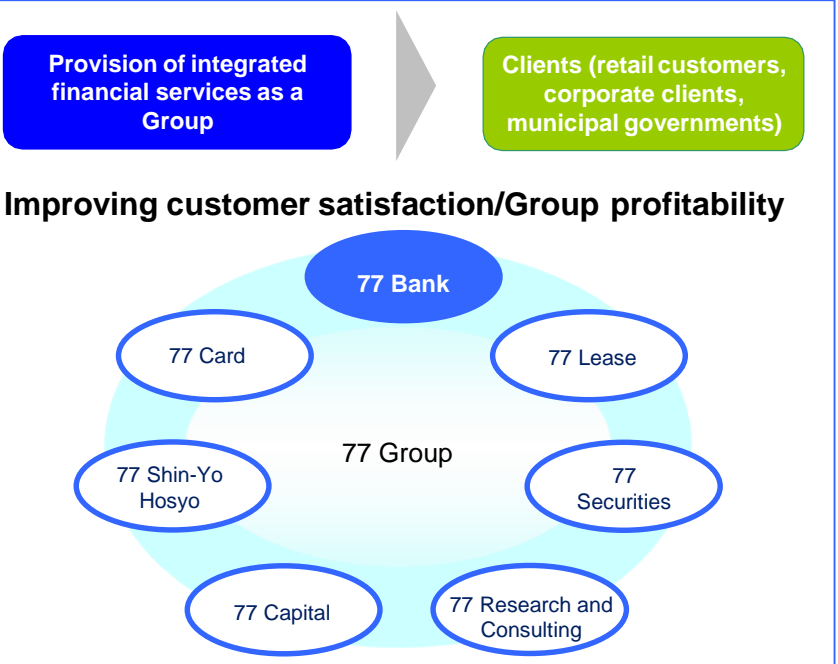 Provision of integrated
financial services as a
Group
Clients (retail customers,
corporate clients,
municipal governments)
Improving customer satisfaction/Group profitability
77 Bank
77 Card
77 Lease
77 Group
77 Shin-Yo
Hosyo
77
Securities
77 Capital
77 Research and
Consulting